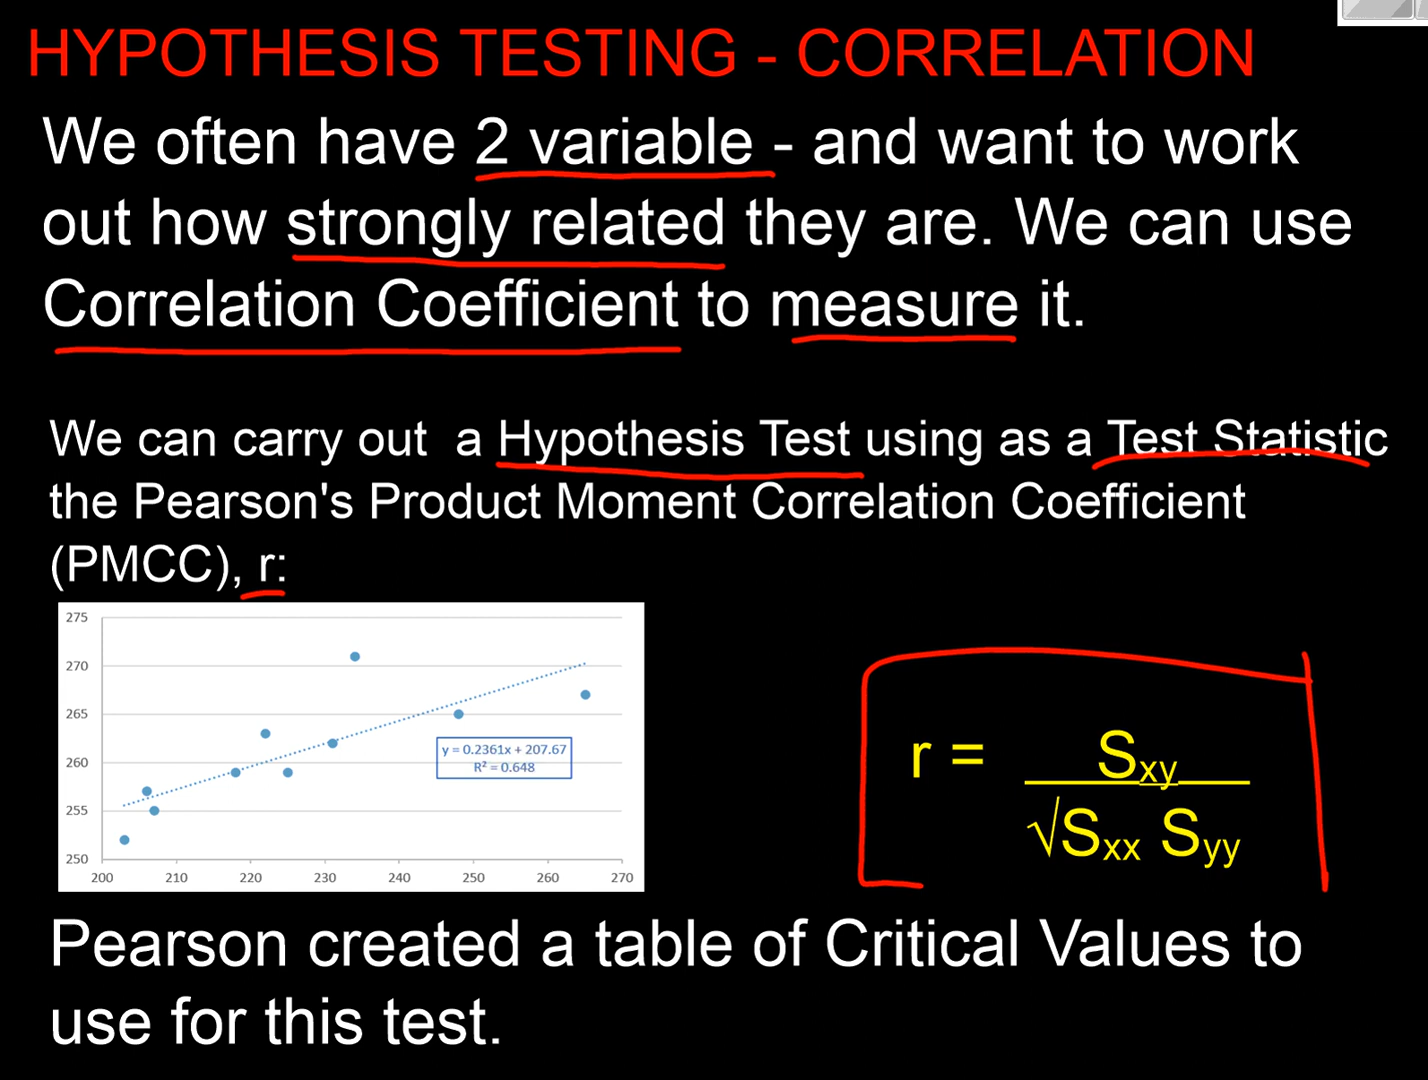 HYPOTHESIS TESTING - CORRELATION
We often have 2 variable - and want to work
out how strongly related they are. We can use
Correlation Coefficient to measure it.
We can carry out a Hypothesis Test using as a Test Statistic
the Pearson's Product Moment Correlation Coefficient
(PMCC), r:
275
270
265
260
255
250
y = 0.2361x + 207.67
R² = 0.648
200 210 220 230 240 250 260 270
r = Sxy
√Sxx Syy
Pearson created a table of Critical Values to
use for this test.